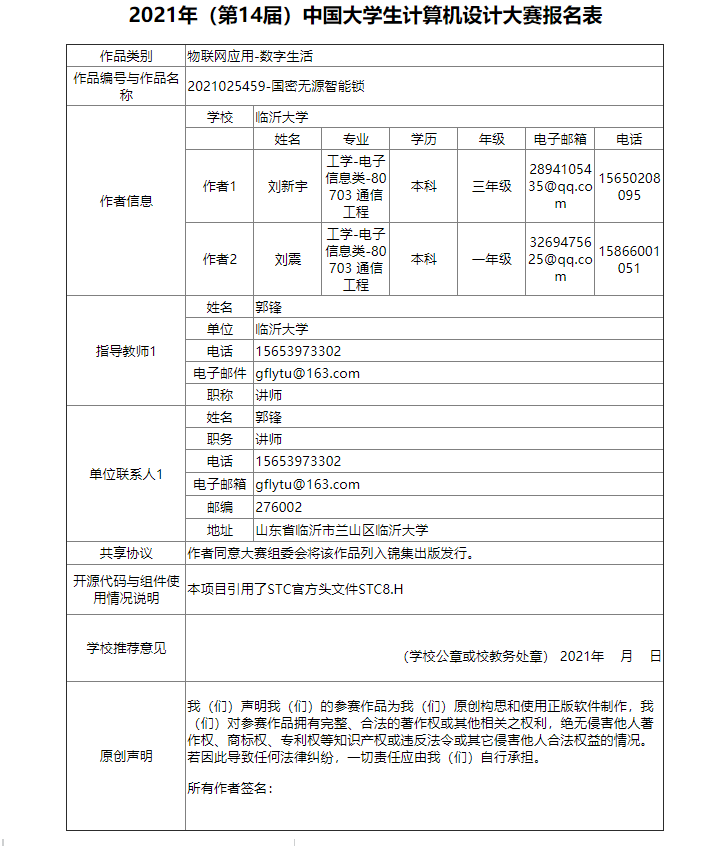 2021年（第14届）中国大学生计算机设计大赛报名表
作品类别
物联网应用-数字生活
作品编号与作品名
称
2021025459-国密无源智能锁
作者信息
学校
临沂大学
姓名
专业
学历
年级
电子邮箱
电话
作者1
刘新宇
工学-电子
信息类-80
703 通信
工程
本科
三年级
28941054
35@qq.co
m
15650208
095
作者2
刘震
工学-电子
信息类-80
703 通信
工程
本科
一年级
32694756
25@qq.co
m
15866001
051
指导教师1
姓名
郭锋
单位
临沂大学
电话
15653973302
电子邮件
gflytu@163.com
职称
讲师
单位联系人1
姓名
郭锋
职务
讲师
电话
15653973302
电子邮箱
gflytu@163.com
邮编
276002
地址
山东省临沂市兰山区临沂大学
共享协议
作者同意大赛组委会将该作品列入锦集出版发行。
开源代码与组件使
用情况说明
本项目引用了STC官方头文件STC8.H
学校推荐意见
（学校公章或校教务处章） 2021年 月 日
原创声明
我（们）声明我（们）的参赛作品为我（们）原创构思和使用正版软件制作，我
（们）对参赛作品拥有完整、合法的著作权或其他相关之权利，绝无侵害他人著
作权、商标权、专利权等知识产权或违反法令或其它侵害他人合法权益的情况。
若因此导致任何法律纠纷，一切责任应由我（们）自行承担。
所有作者签名：